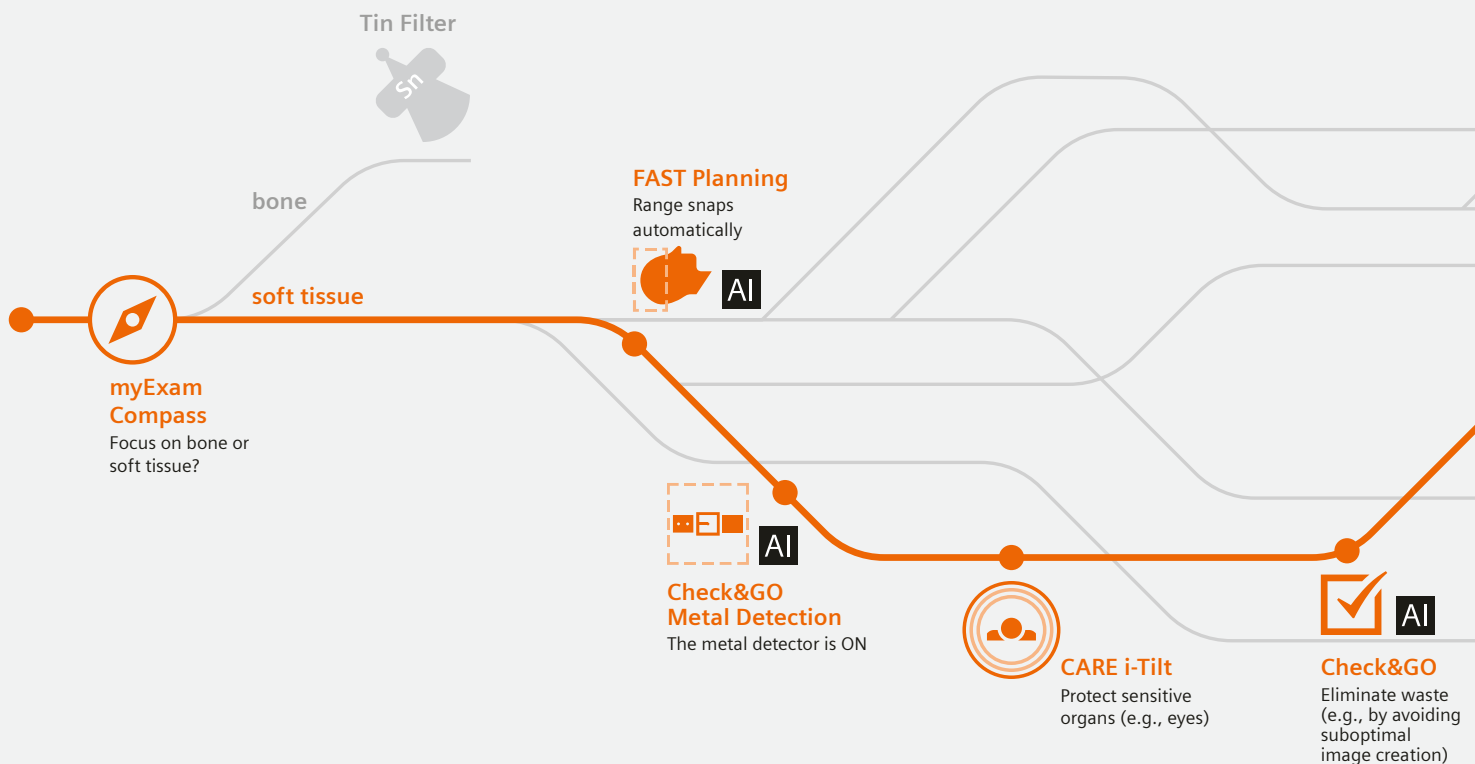 Tin Filter
Sn
bone
soft tissue
myExam
Compass
Focus on bone or
soft tissue?
FAST Planning
Range snaps
automatically
AI
AI
Check&GO
Metal Detection
The metal detector is ON
CARE i-Tilt
Protect sensitive
organs (e.g., eyes)
AI
Check&GO
Eliminate waste
(e.g., by avoiding
suboptimal
image creation)